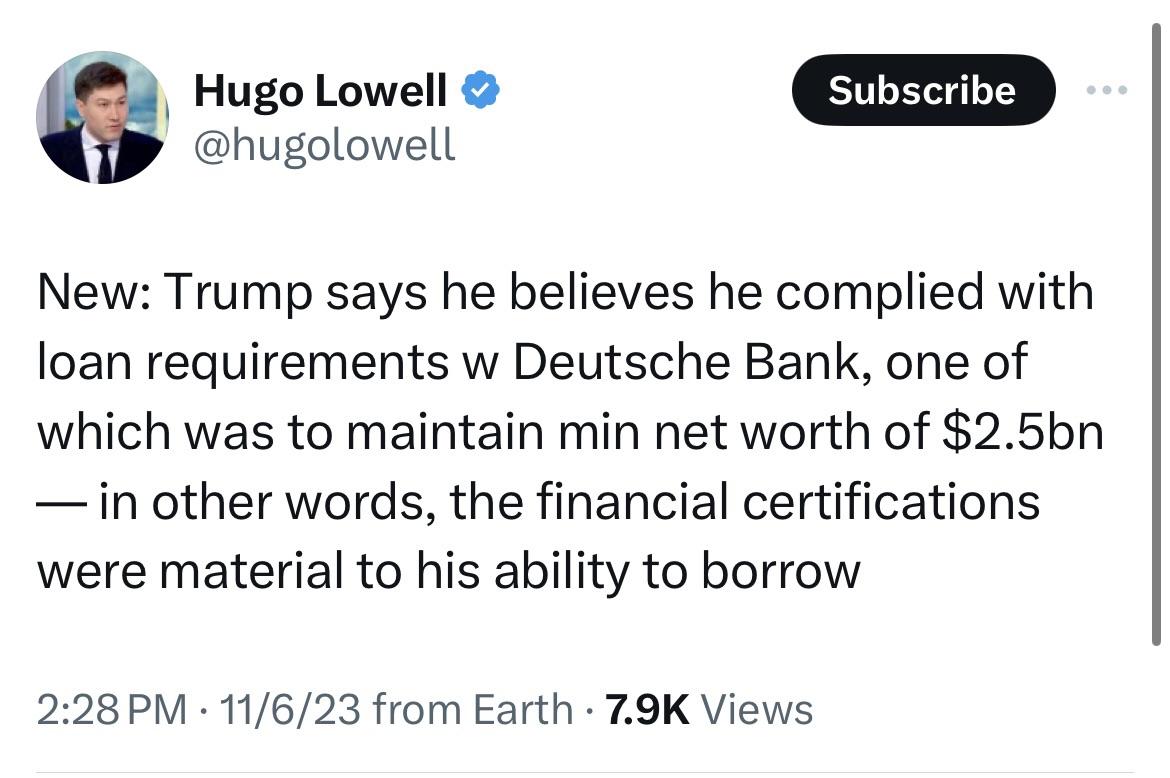 Hugo Lowell
Subscribe
@hugolowell
New: Trump says he believes he complied with
loan requirements w Deutsche Bank, one of
which was to maintain min net worth of $2.5bn
— in other words, the financial certifications
were material to his ability to borrow
2:28 PM · 11/6/23 from Earth · 7.9K Views